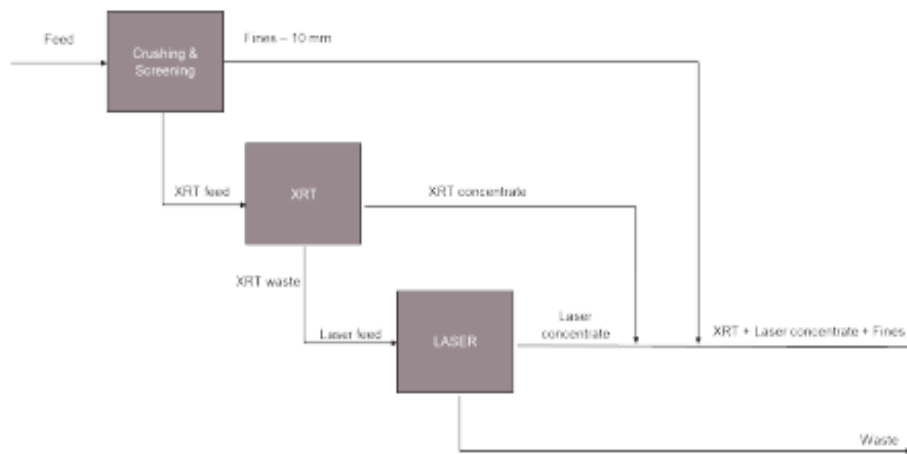 Feed
Fines – 10 mm
Crushing &
Screening
XRT feed
XRT
XRT concentrate
XRT waste
Laser feed
LASER
Laser
concentrate
XRT + Laser concentrate + Fines
Waste